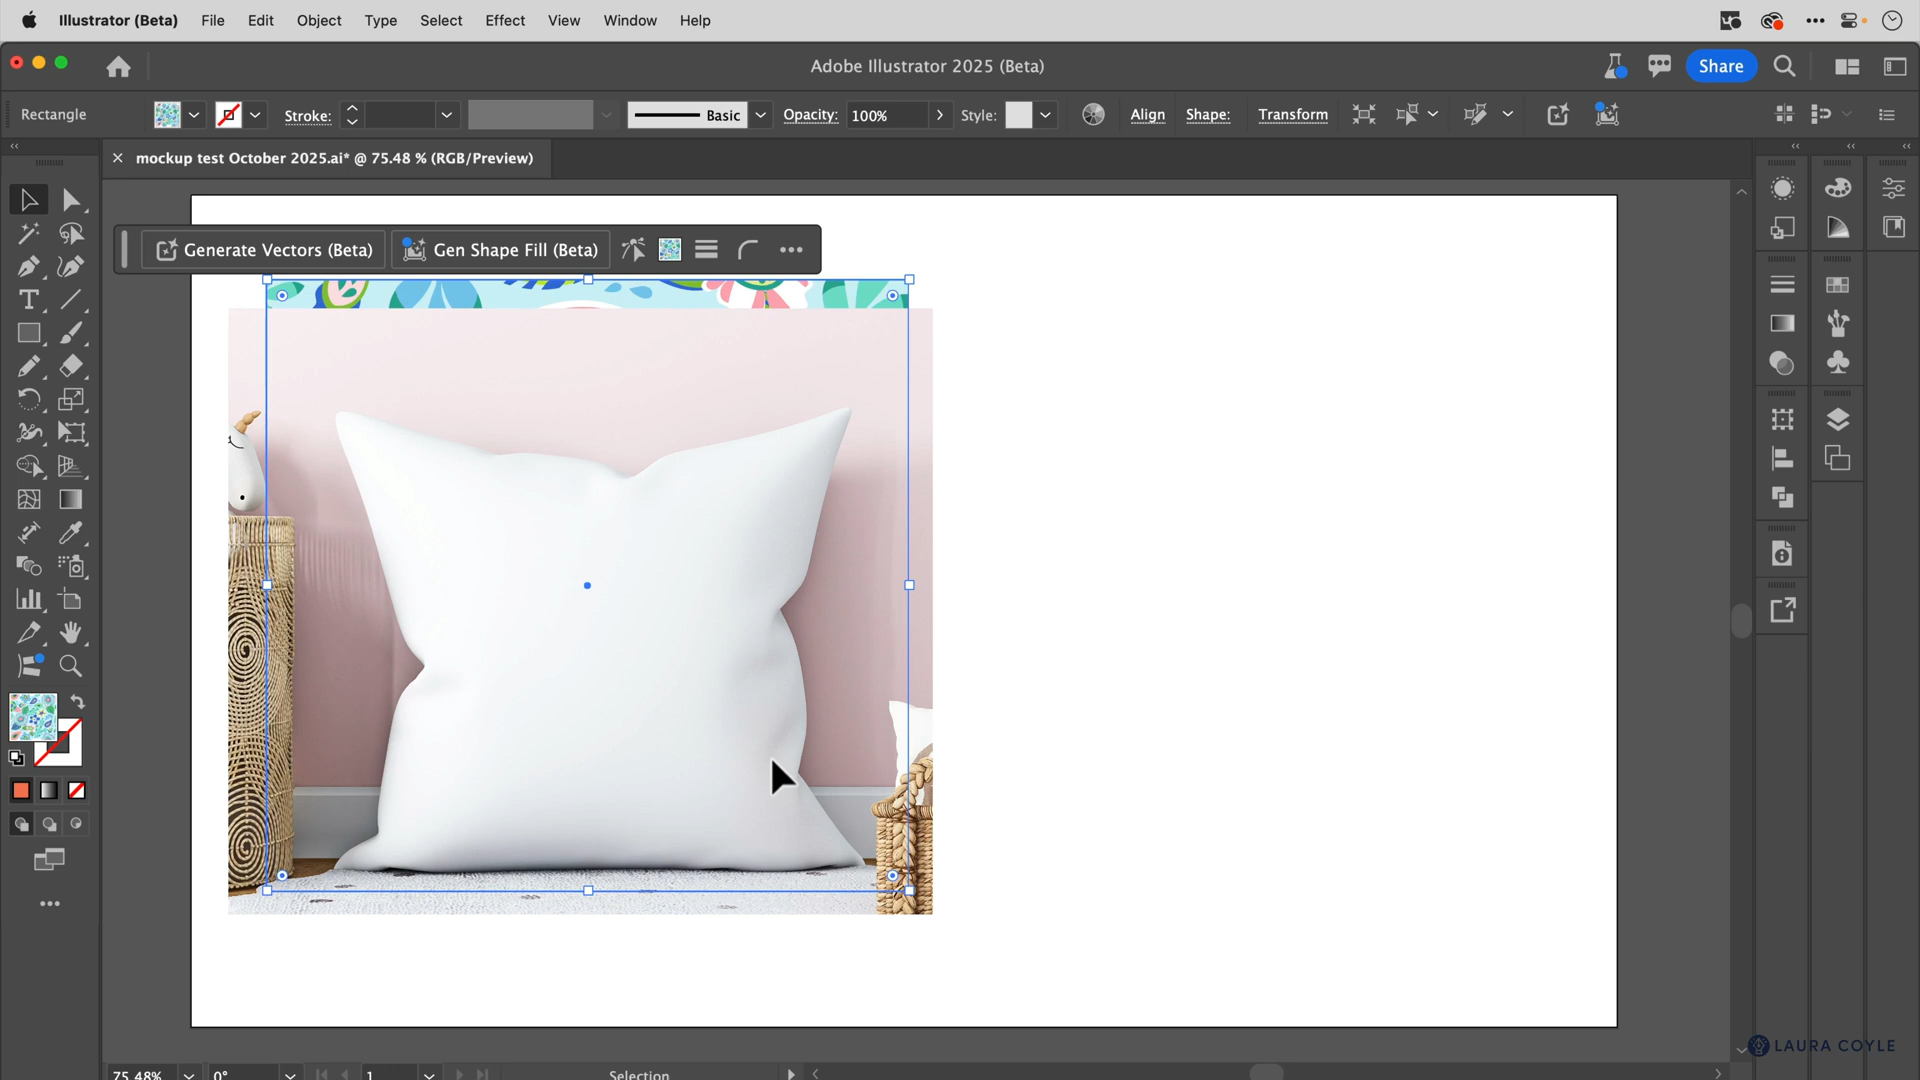 Illustrator (Beta) File Edit Object Type Select Effect View Window Help
Adobe Illustrator 2025 (Beta)
Share
Rectangle Stroke: Basic Opacity: 100% Style: Align Shape: Transform
mockup test October 2025.ai* @ 75.48 % (RGB/Preview)
Generate Vectors (Beta) Gen Shape Fill (Beta)
LAURA COYLE
75.48% 0° 1 Selection